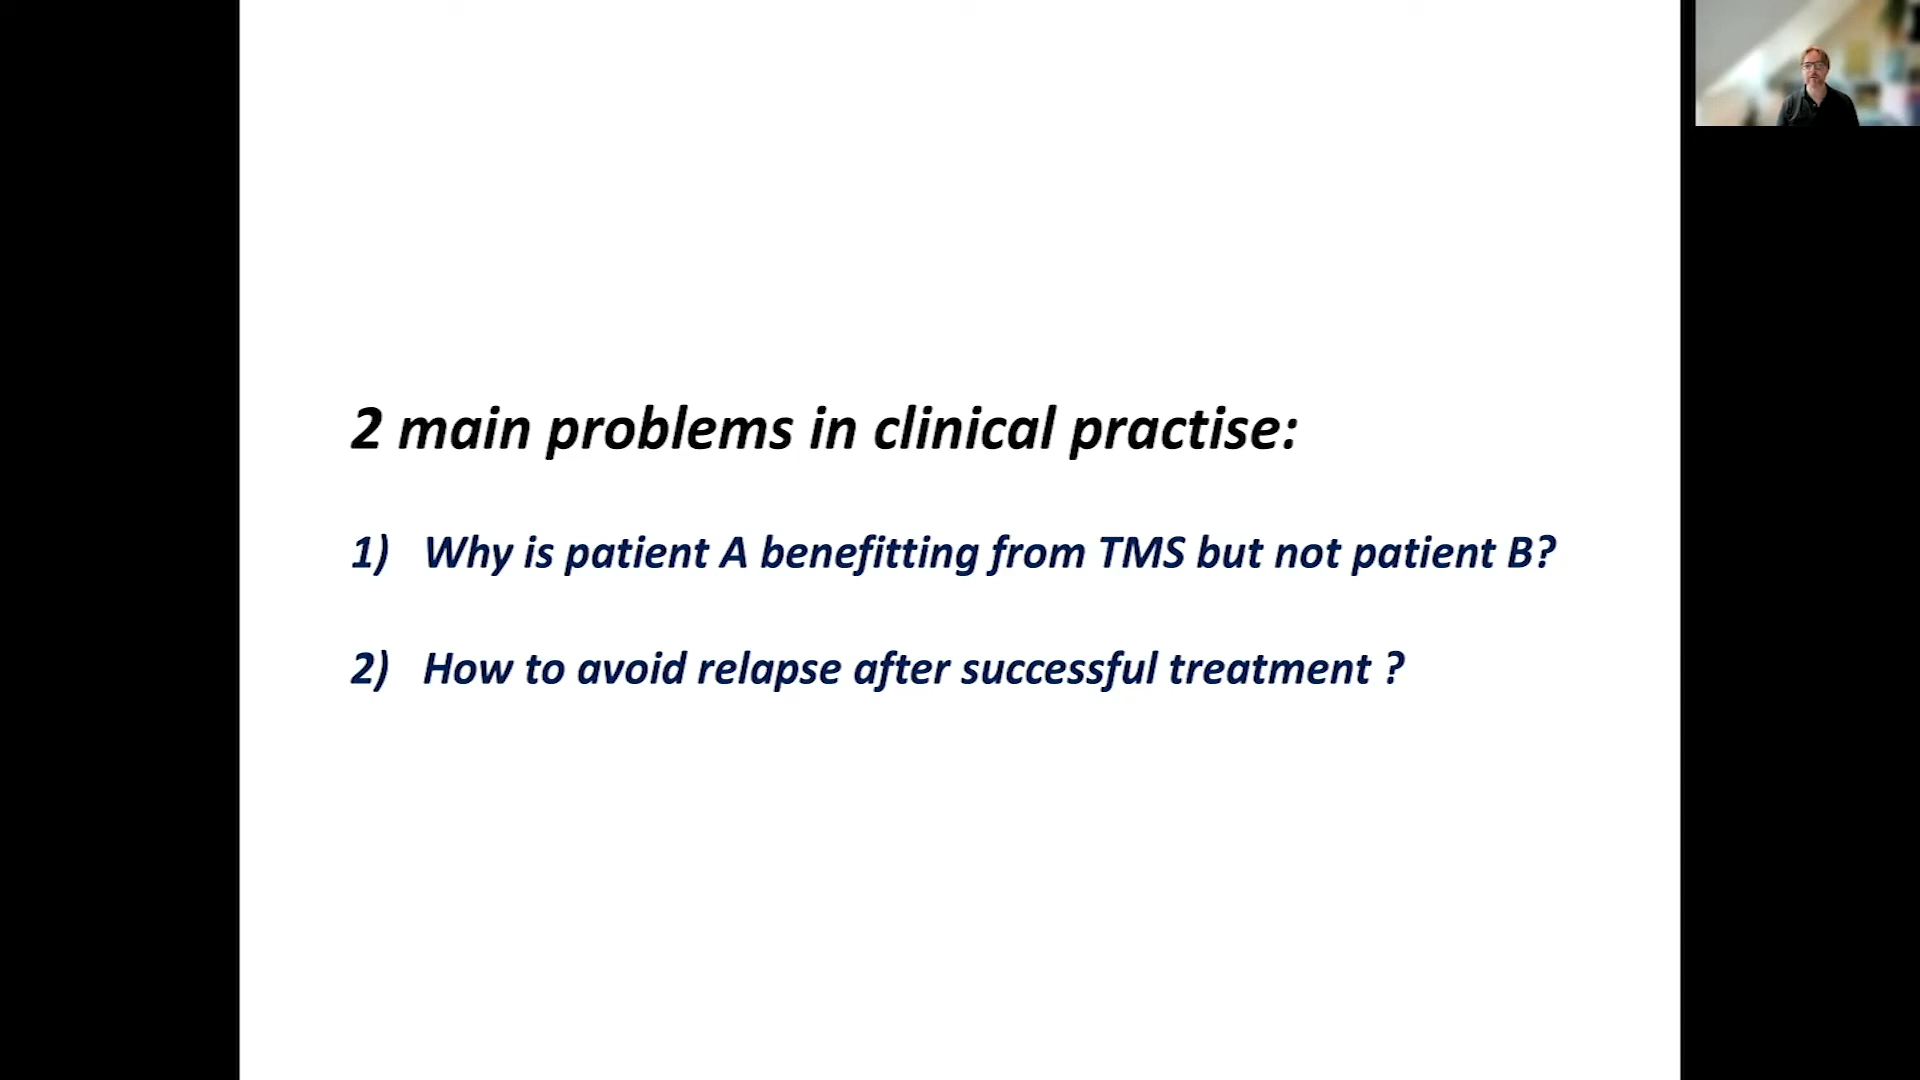 2 main problems in clinical practise:
1) Why is patient A benefitting from TMS but not patient B?
2) How to avoid relapse after successful treatment ?